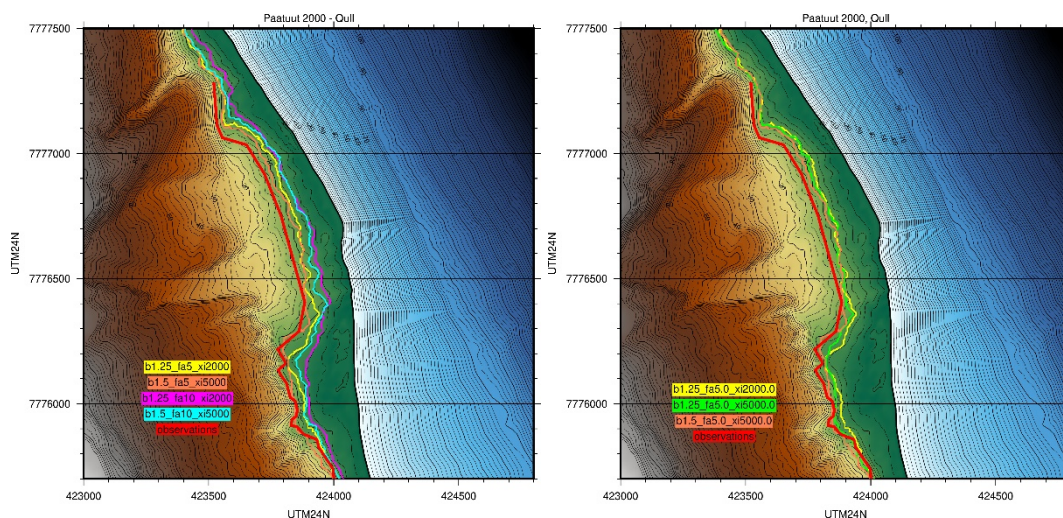 Paatuut 2000 - Qull
7777500
7777000
7776500
7776000
UTM24N
b1.25_fa5_xi2000
b1.5_fa5_xi5000
b1.25_fa10_xi2000
b1.5_fa10_xi5000
observations
423000
423500
424000
424500
UTM24N
Paatuut 2000, Qull
7777500
7777000
7776500
7776000
UTM24N
b1.25_fa5.0_xi2000.0
b1.25_fa5.0_xi5000.0
b1.5_fa5.0_xi5000.0
observations
423000
423500
424000
424500
UTM24N